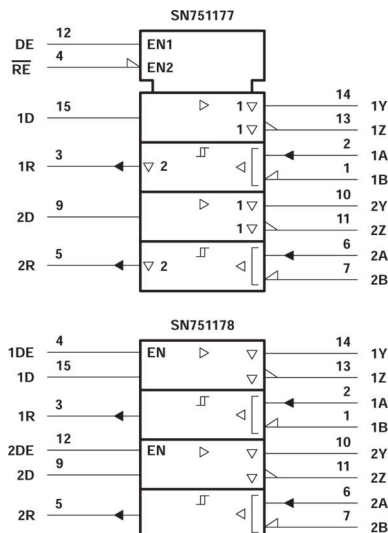 SN751177
DE 12 EN1
RE 4 EN2
1D 15 1 14 1Y
1 13 1Z
1R 3 2 2 1A
1 1B
2D 9 1 10 2Y
1 11 2Z
2R 5 2 6 2A
7 2B
SN751178
1DE 4 EN 14 1Y
1D 15 13 1Z
1R 3 2 1A
1 1B
2DE 12 EN 10 2Y
2D 9 11 2Z
2R 5 6 2A
7 2B